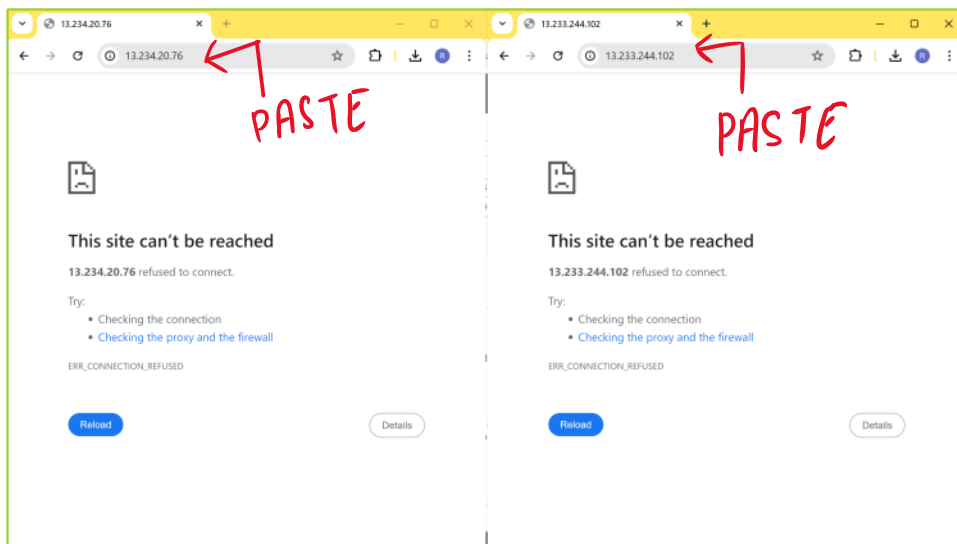 13.234.20.76
13.234.20.76
PASTE
This site can't be reached
13.234.20.76 refused to connect.
Try:
• Checking the connection
• Checking the proxy and the firewall
ERR_CONNECTION_REFUSED
Reload
Details
13.233.244.102
13.233.244.102
R
PASTE
This site can't be reached
13.233.244.102 refused to connect.
Try:
• Checking the connection
• Checking the proxy and the firewall
ERR_CONNECTION_REFUSED
Reload
Details